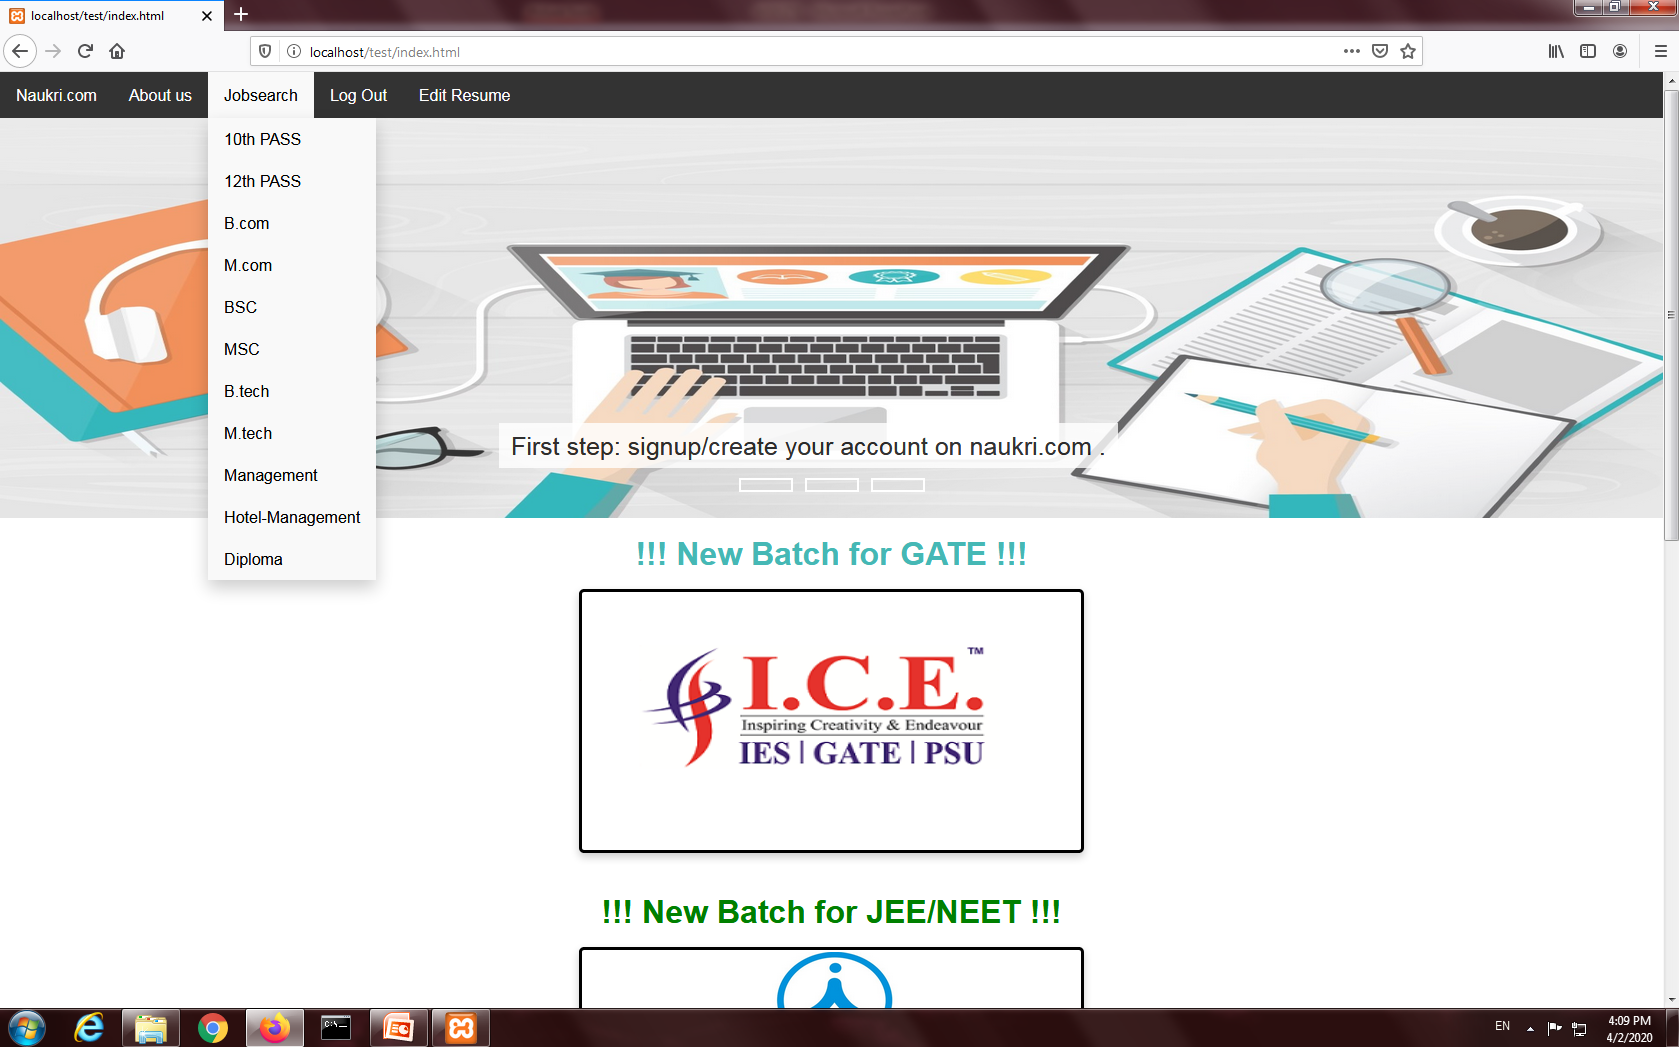 localhost/test/index.html
localhost/test/index.html
Naukri.com About us Jobsearch Log Out Edit Resume
10th PASS
12th PASS
B.com
M.com
BSC
MSC
B.tech
M.tech
Management
Hotel-Management
Diploma
First step: signup/create your account on naukri.com .
!!! New Batch for GATE !!!
I.C.E.™
Inspiring Creativity & Endeavour
IES | GATE | PSU
!!! New Batch for JEE/NEET !!!
C:\_
EN
4:09 PM
4/2/2020